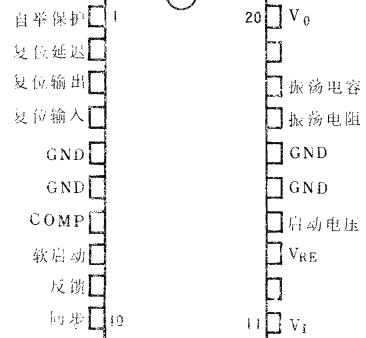 自举保护 1
20 V₀
复位延迟
复位输出
振荡电容
复位输入
振荡电阻
GND
GND
GND
GND
COMP
启动电压
软启动
VRE
反馈
同步 10
11 VI